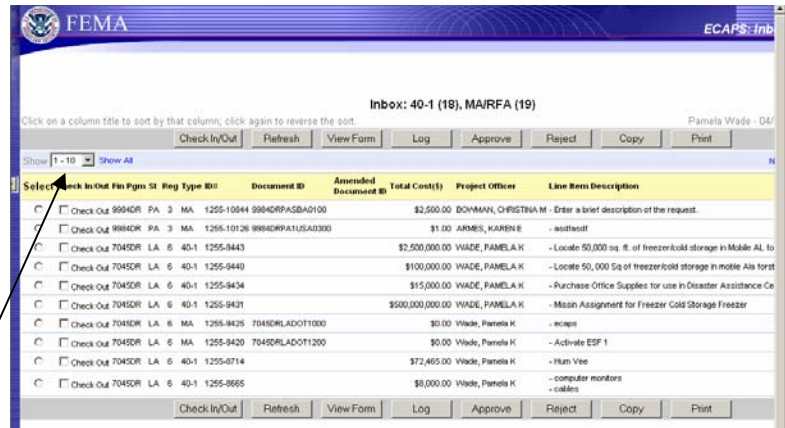 FEMA
ECAPS: Inb
Inbox: 40-1 (18), MA/RFA (19)
Click on a column title to sort by that column; click again to reverse the sort. Pamela Wade - 04/
Check In/Out Refresh View Form Log Approve Reject Copy Print
Show 1 - 10 Show All N
Select Check In/Out Fin Pgm St Reg Type ID# Document ID Amended Document ID Total Cost($) Project Officer Line Item Description
Check Out 9984DR PA 3 MA 1255-10844 9984DRPASBA0100 $2,500.00 BOWMAN, CHRISTINA M - Enter a brief description of the request.
Check Out 9984DR PA 3 MA 1255-10126 9984DRPA1USA0300 $1.00 ARMES, KAREN E - asdfasdf
Check Out 7045DR LA 6 40-1 1255-9443 $2,500,000.00 WADE, PAMELA K - Locate 50,000 sq. ft. of freezer/cold storage in Mobile AL fo
Check Out 7045DR LA 6 40-1 1255-9440 $100,000.00 WADE, PAMELA K - Locate 50, 000 Sq of freezer/cold storage in moble Ala forst
Check Out 7045DR LA 6 40-1 1255-9434 $15,000.00 WADE, PAMELA K - Purchase Office Supplies for use in Disaster Assistance Ce
Check Out 7045DR LA 6 40-1 1255-9431 $500,000,000.00 WADE, PAMELA K - Missin Assignment for Freezer Cold Storage Freezer
Check Out 7045DR LA 6 MA 1255-9425 7045DRLADOT1000 $0.00 Wade, Pamela K - ecaps
Check Out 7045DR LA 6 MA 1255-9420 7045DRLADOT1200 $0.00 Wade, Pamela K - Activate ESF 1
Check Out 7045DR LA 6 40-1 1255-8714 $72,465.00 Wade, Pamela K - Hum Vee
Check Out 7045DR LA 6 40-1 1255-8665 $8,000.00 Wade, Pamela K - computer monitors
- cables
Check In/Out Refresh View Form Log Approve Reject Copy Print